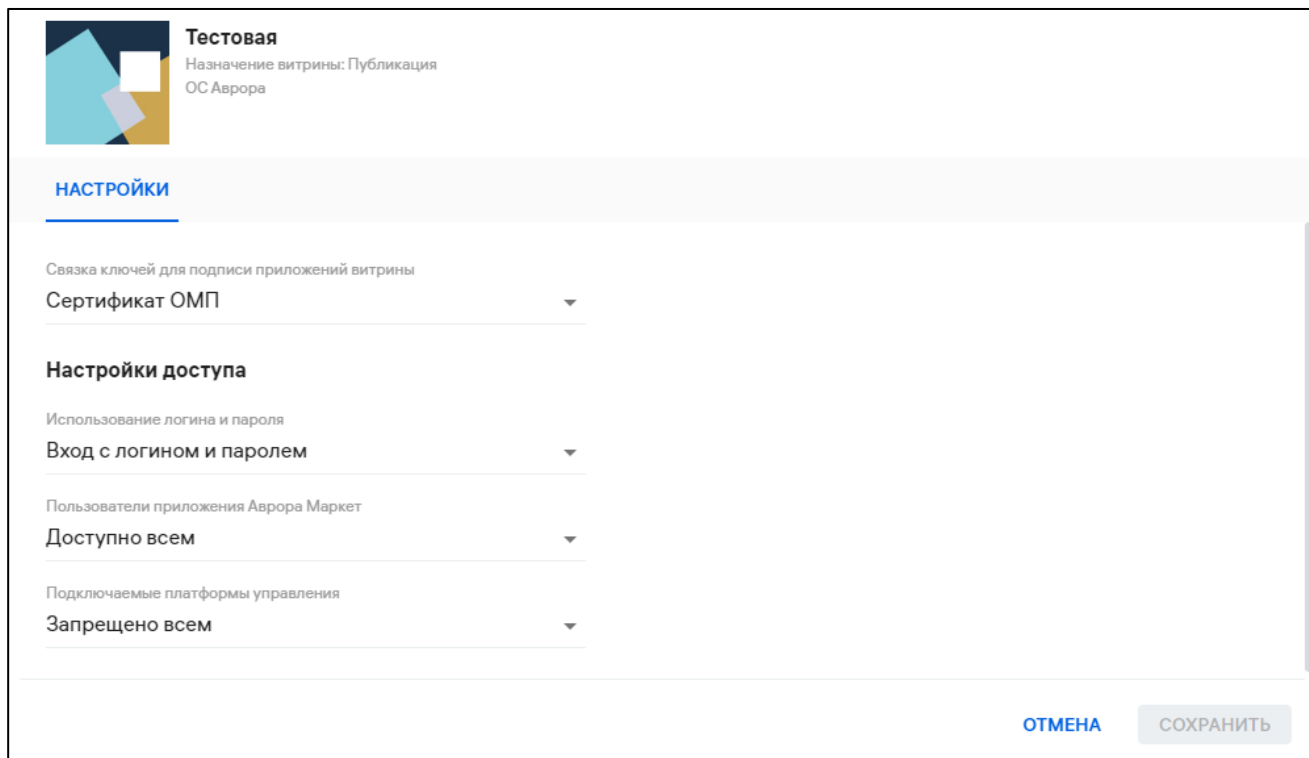 Тестовая
Назначение витрины: Публикация
ОС Аврора
НАСТРОЙКИ
Связка ключей для подписи приложений витрины
Сертификат ОМП
Настройки доступа
Использование логина и пароля
Вход с логином и паролем
Пользователи приложения Аврора Маркет
Доступно всем
Подключаемые платформы управления
Запрещено всем
ОТМЕНА
СОХРАНИТЬ